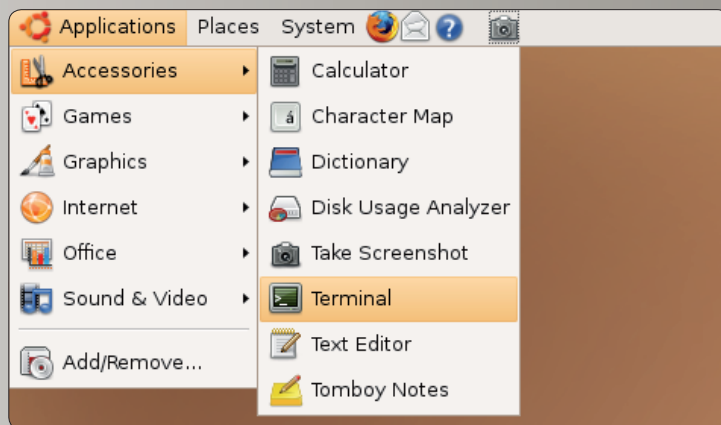 Applications Places System
Accessories
Games
Graphics
Internet
Office
Sound & Video
Add/Remove...
Calculator
á Character Map
Dictionary
Disk Usage Analyzer
Take Screenshot
Terminal
Text Editor
Tomboy Notes